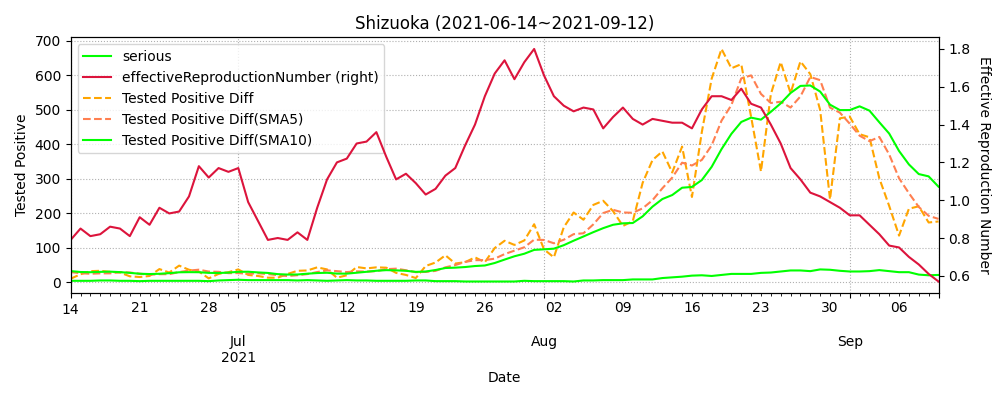 Shizuoka (2021-06-14~2021-09-12)
serious
effectiveReproductionNumber (right)
Tested Positive Diff
Tested Positive Diff(SMA5)
Tested Positive Diff(SMA10)
Tested Positive
700
600
500
400
300
200
100
0
1.8
1.6
1.4
1.2
1.0
0.8
0.6
Effective Reproduction Number
14 21 28 05 12 19 26 02 09 16 23 30 06
Jul Aug Sep
2021
Date